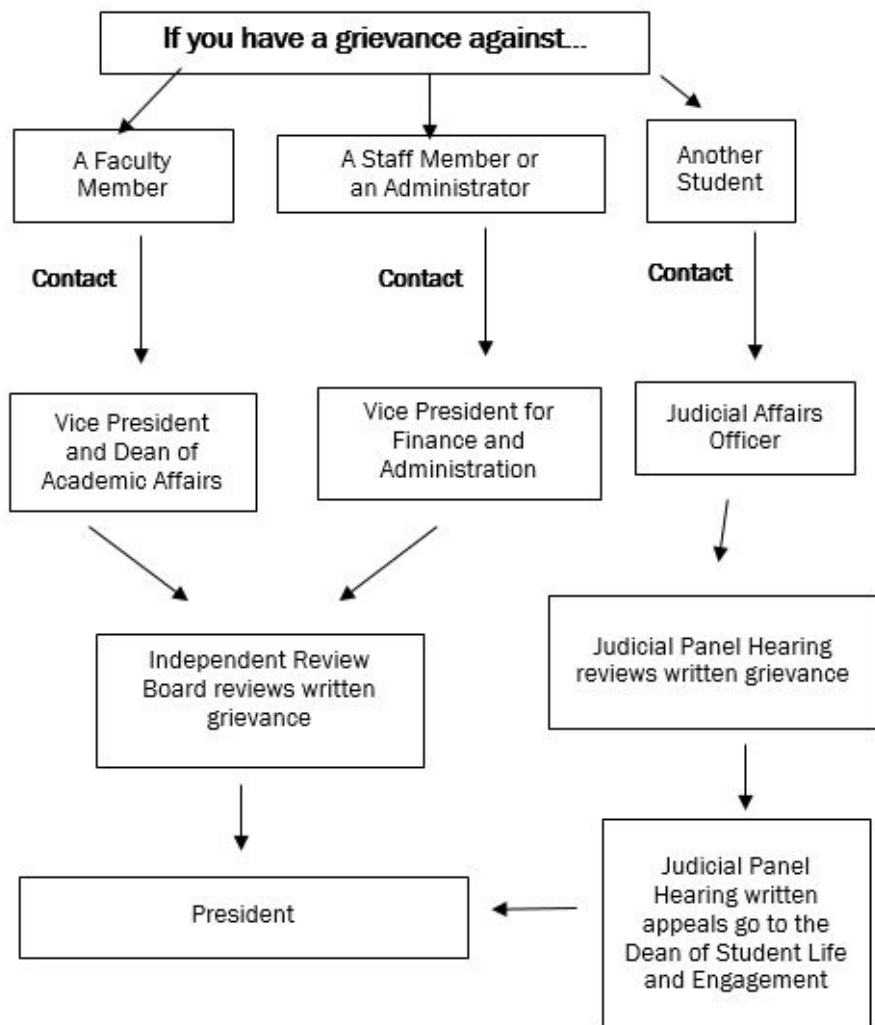 If you have a grievance against...
A Faculty
Member
A Staff Member or
an Administrator
Another
Student
Contact
Contact
Contact
Vice President
and Dean of
Academic Affairs
Vice President for
Finance and
Administration
Judicial Affairs
Officer
Independent Review
Board reviews written
grievance
Judicial Panel Hearing
reviews written grievance
President
Judicial Panel
Hearing written
appeals go to the
Dean of Student Life
and Engagement